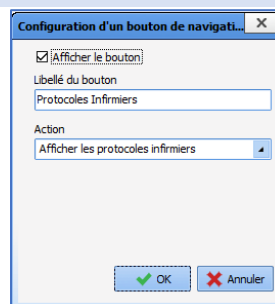 Configuration d'un bouton de navigati...
Afficher le bouton
Libellé du bouton
Protocoles Infirmiers
Action
Afficher les protocoles infirmiers
OK
Annuler